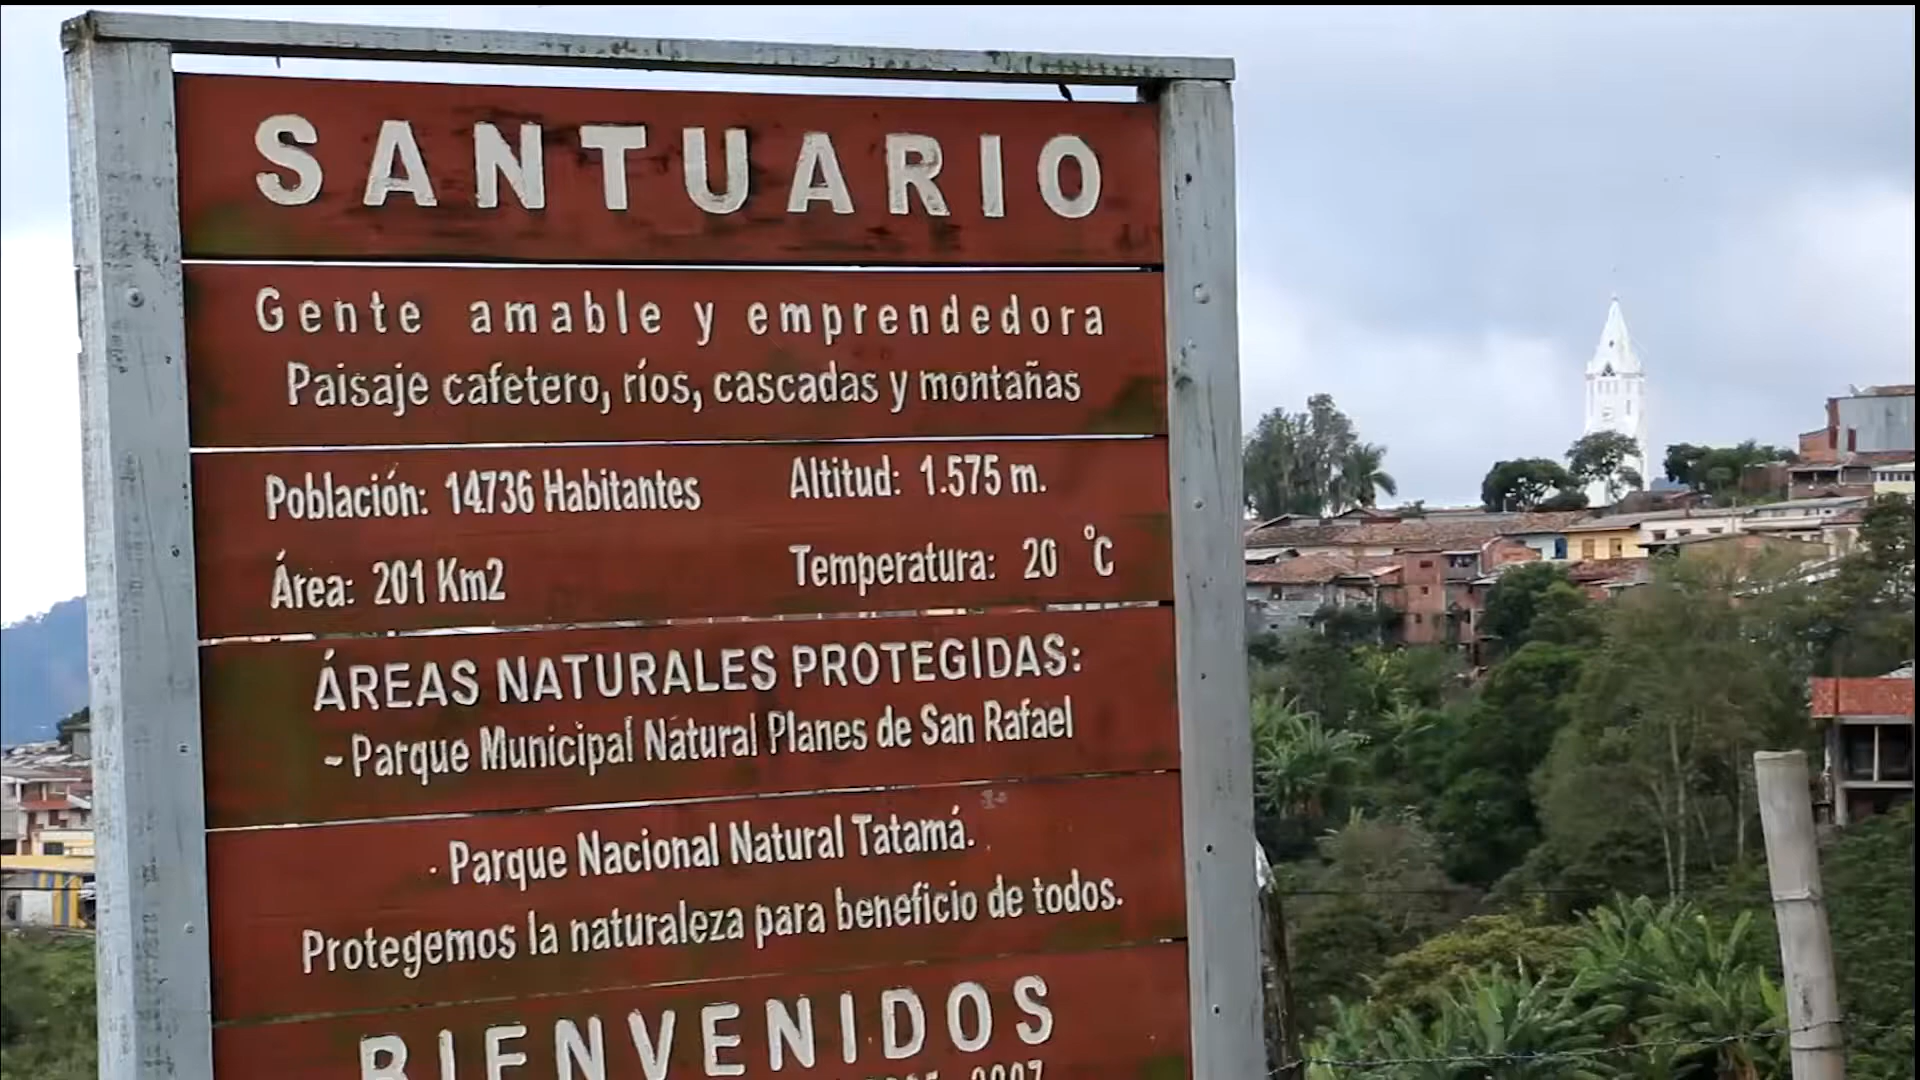 SANTUARIO
Gente amable y emprendedora
Paisaje cafetero, ríos, cascadas y montañas
Población: 14736 Habitantes Altitud: 1.575 m.
Área: 201 Km2 Temperatura: 20 °C
ÁREAS NATURALES PROTEGIDAS:
~ Parque Municipal Natural Planes de San Rafael
· Parque Nacional Natural Tatamá.
Protegemos la naturaleza para beneficio de todos.
BIENVENIDOS